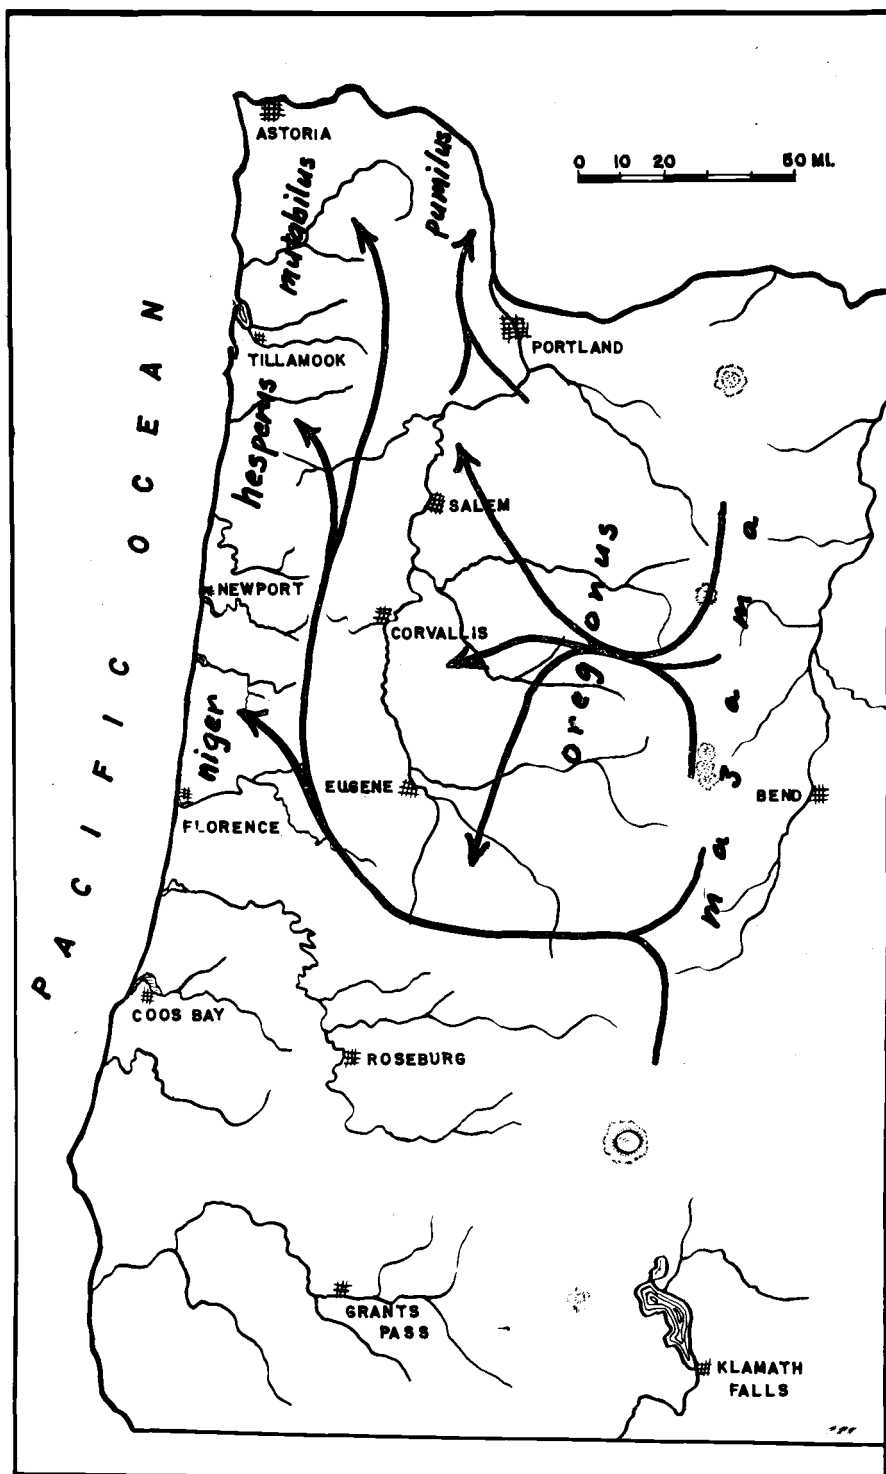 ASTORIA
mutabilus
pumilus
0 10 20 50 MI.
PACIFIC OCEAN
TILLAMOOK
PORTLAND
hesperus
SALEM
NEWPORT
CORVALLIS
oregonus
mazama
niger
EUGENE
BEND
FLORENCE
COOS BAY
ROSEBURG
GRANTS
PASS
KLAMATH
FALLS